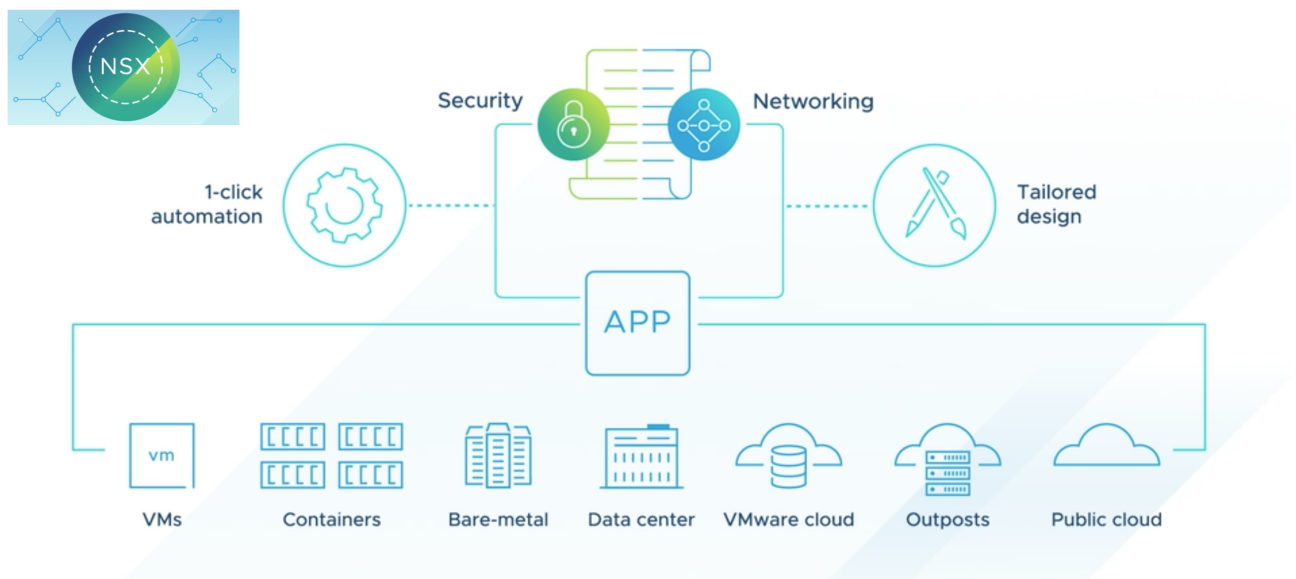 NSX
Security
Networking
1-click
automation
Tailored
design
APP
vm
VMs
Containers
Bare-metal
Data center
VMware cloud
Outposts
Public cloud